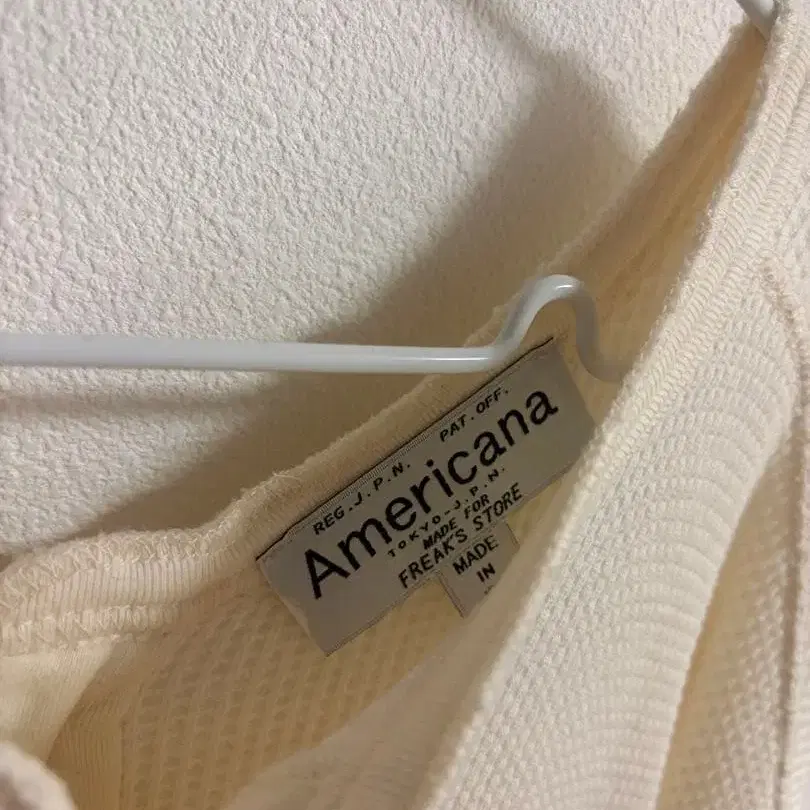 REG.J.P.N. PAT.OFF.
Americana
TOKYO-J.P.N.
MADE FOR
FREAK'S STORE
MADE
IN